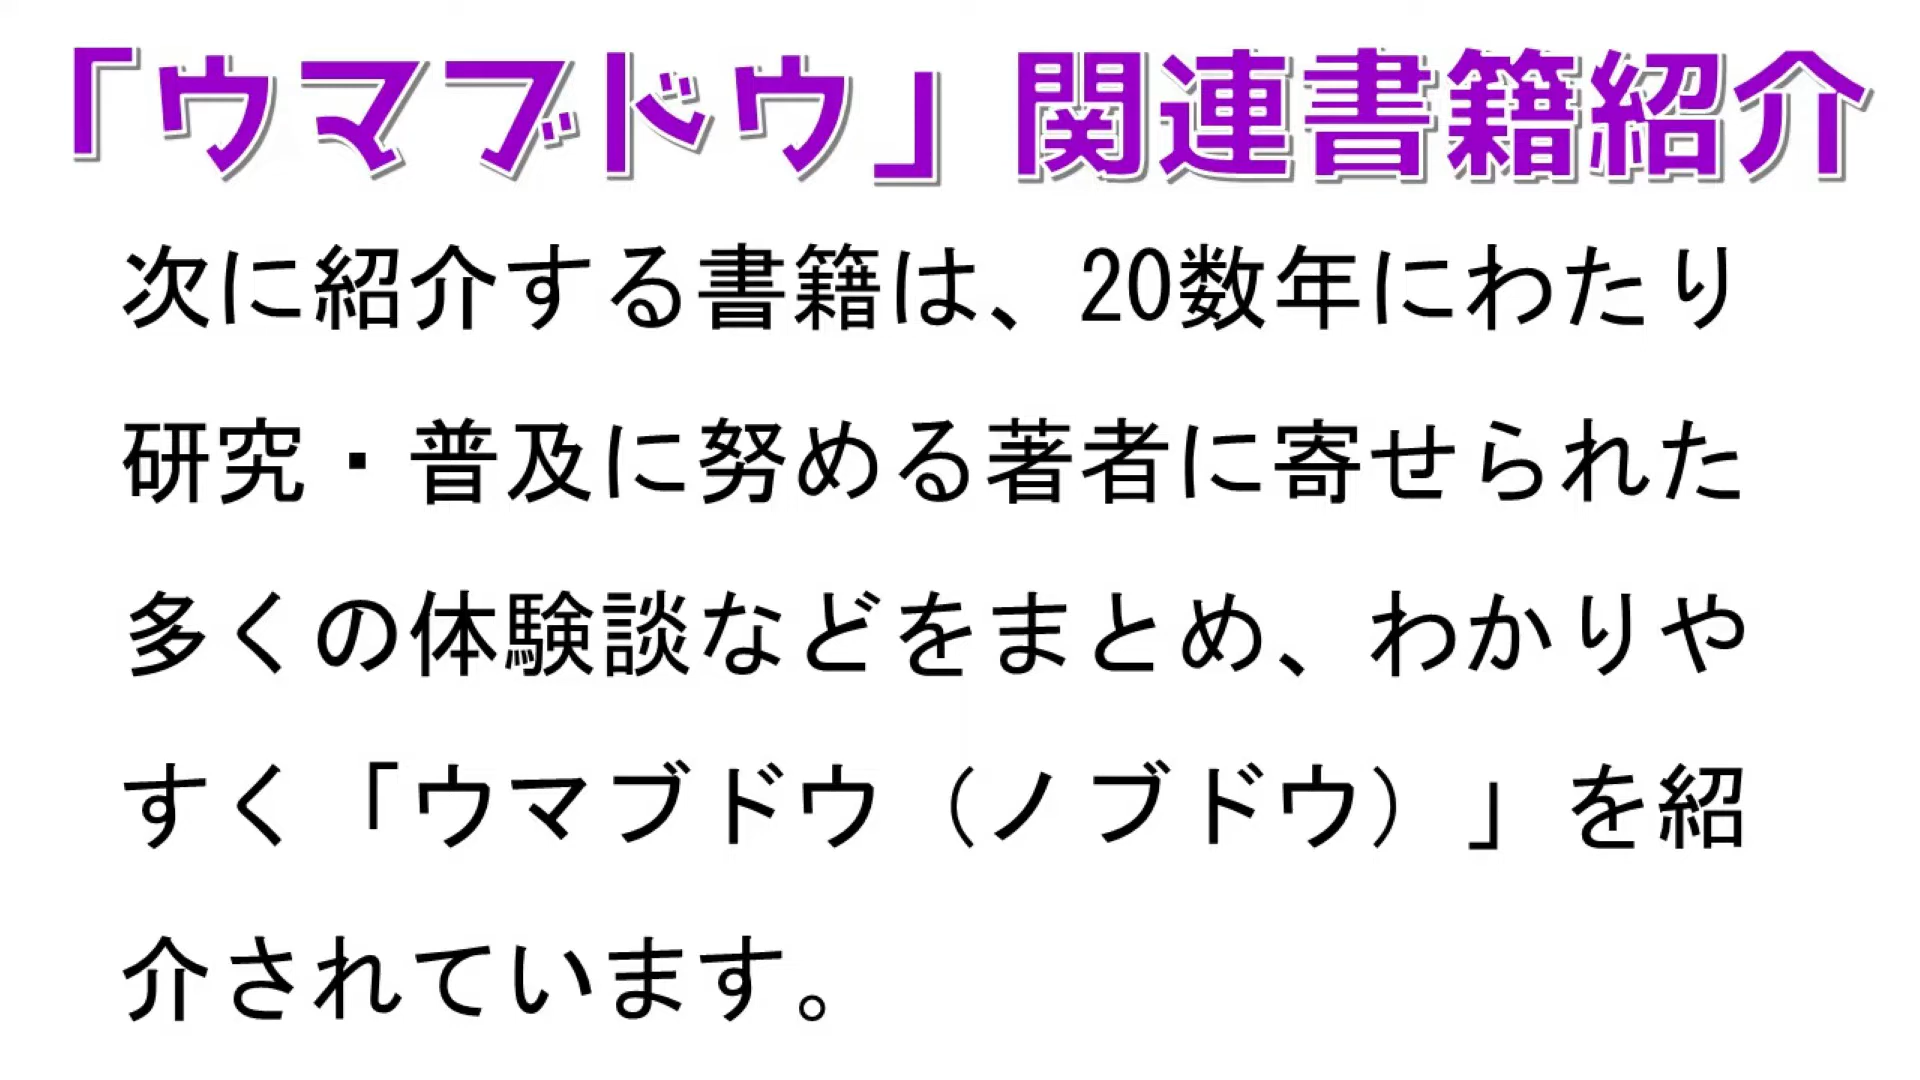 「ウマブドウ」関連書籍紹介
次に紹介する書籍は、20数年にわたり
研究・普及に努める著者に寄せられた
多くの体験談などをまとめ、わかりや
すく「ウマブドウ（ノブドウ）」を紹
介されています。